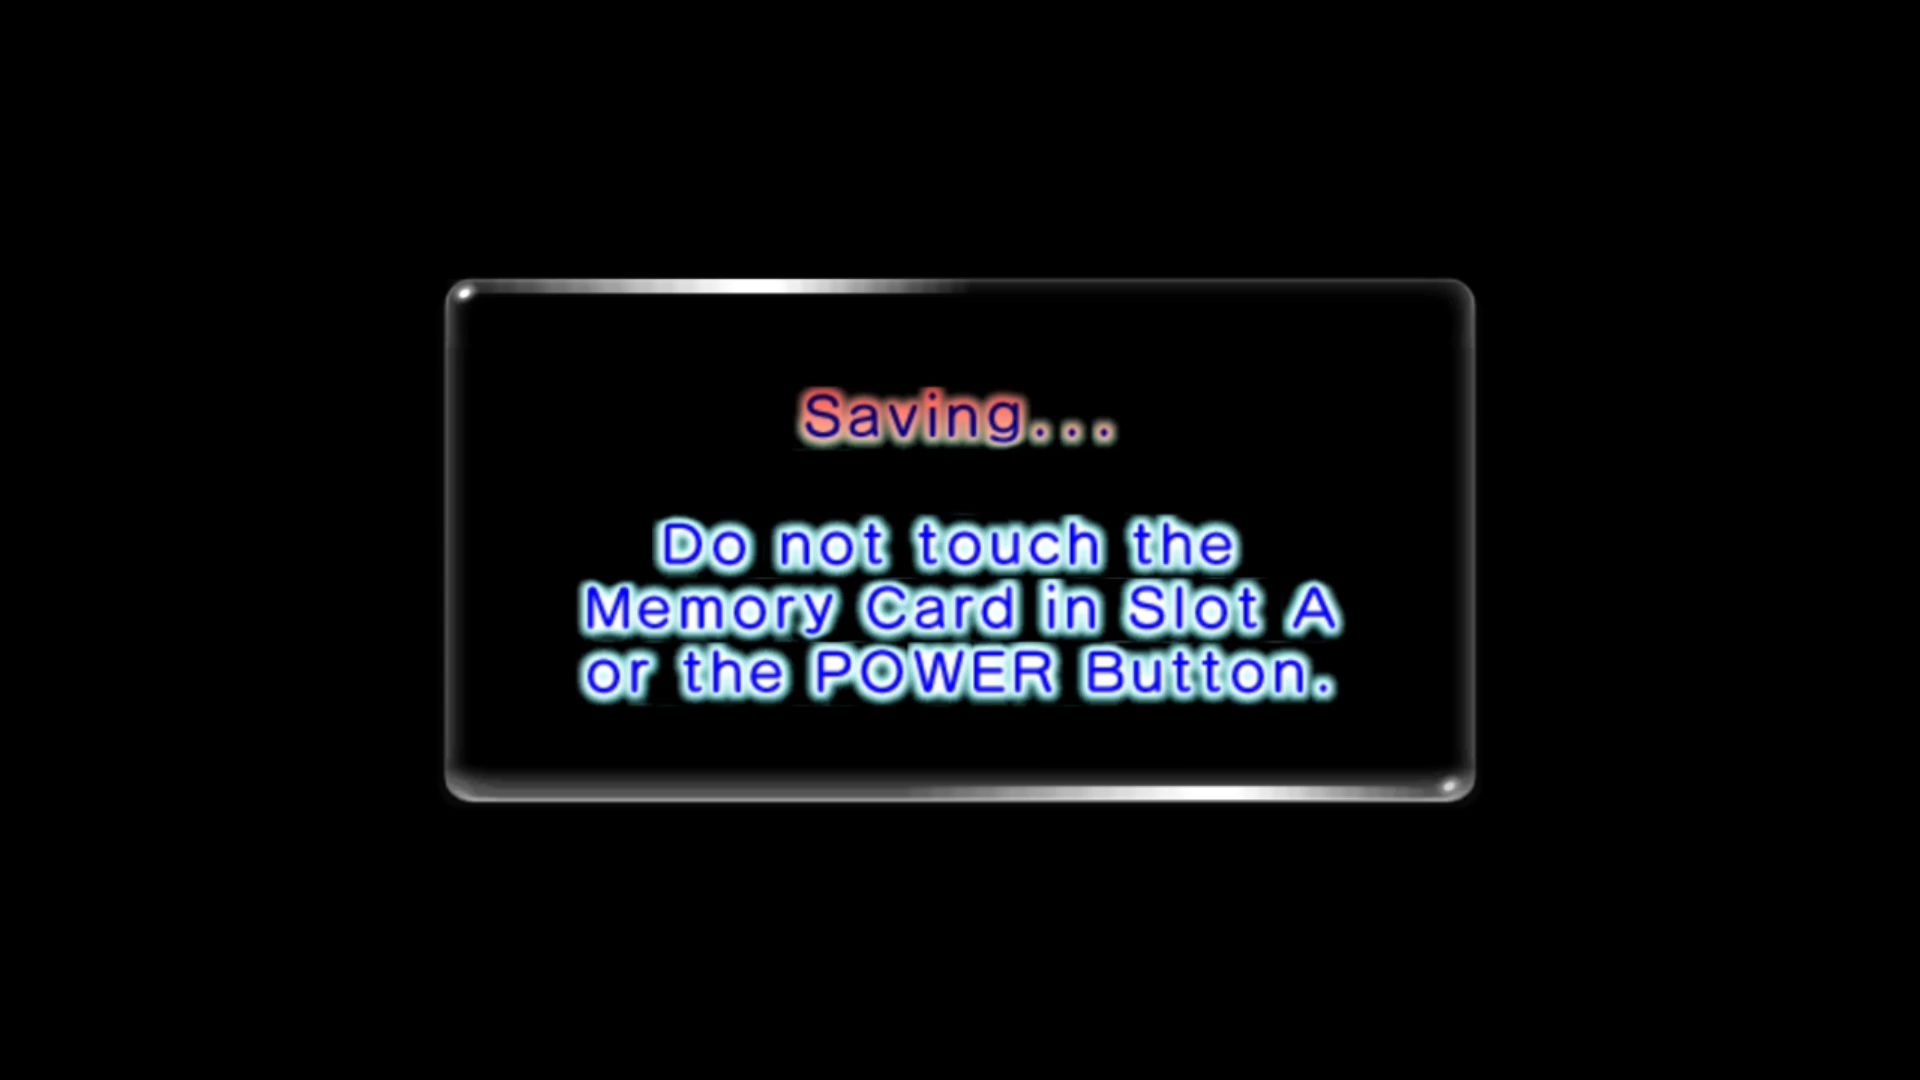 Saving...
Do not touch the
Memory Card in Slot A
or the POWER Button.